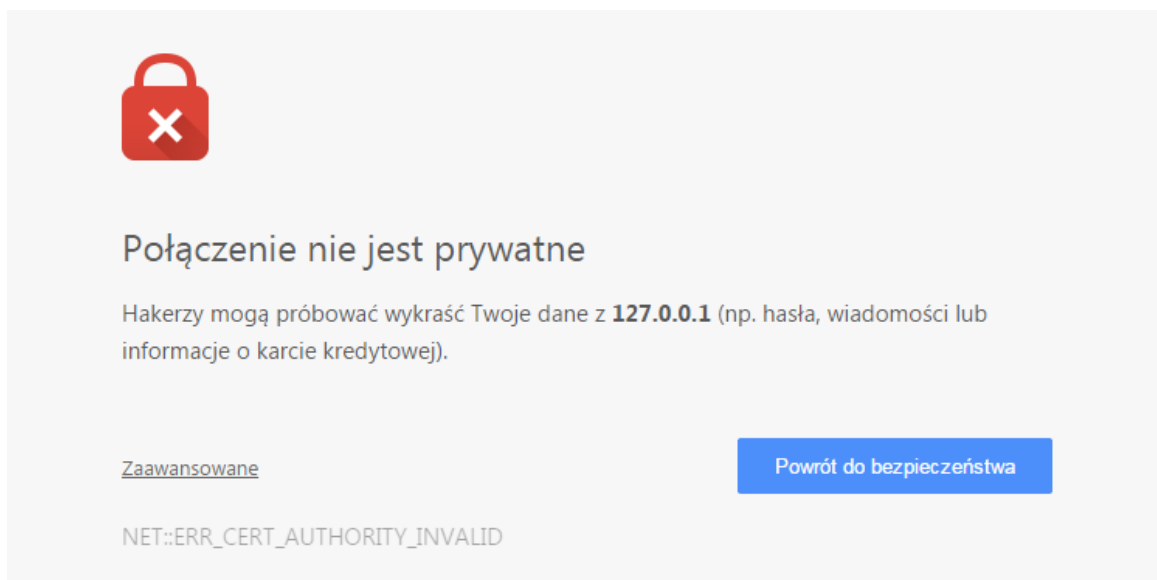 Połączenie nie jest prywatne
Hakerzy mogą próbować wykraść Twoje dane z 127.0.0.1 (np. hasła, wiadomości lub
informacje o karcie kredytowej).
Zaawansowane
Powrót do bezpieczeństwa
NET::ERR_CERT_AUTHORITY_INVALID